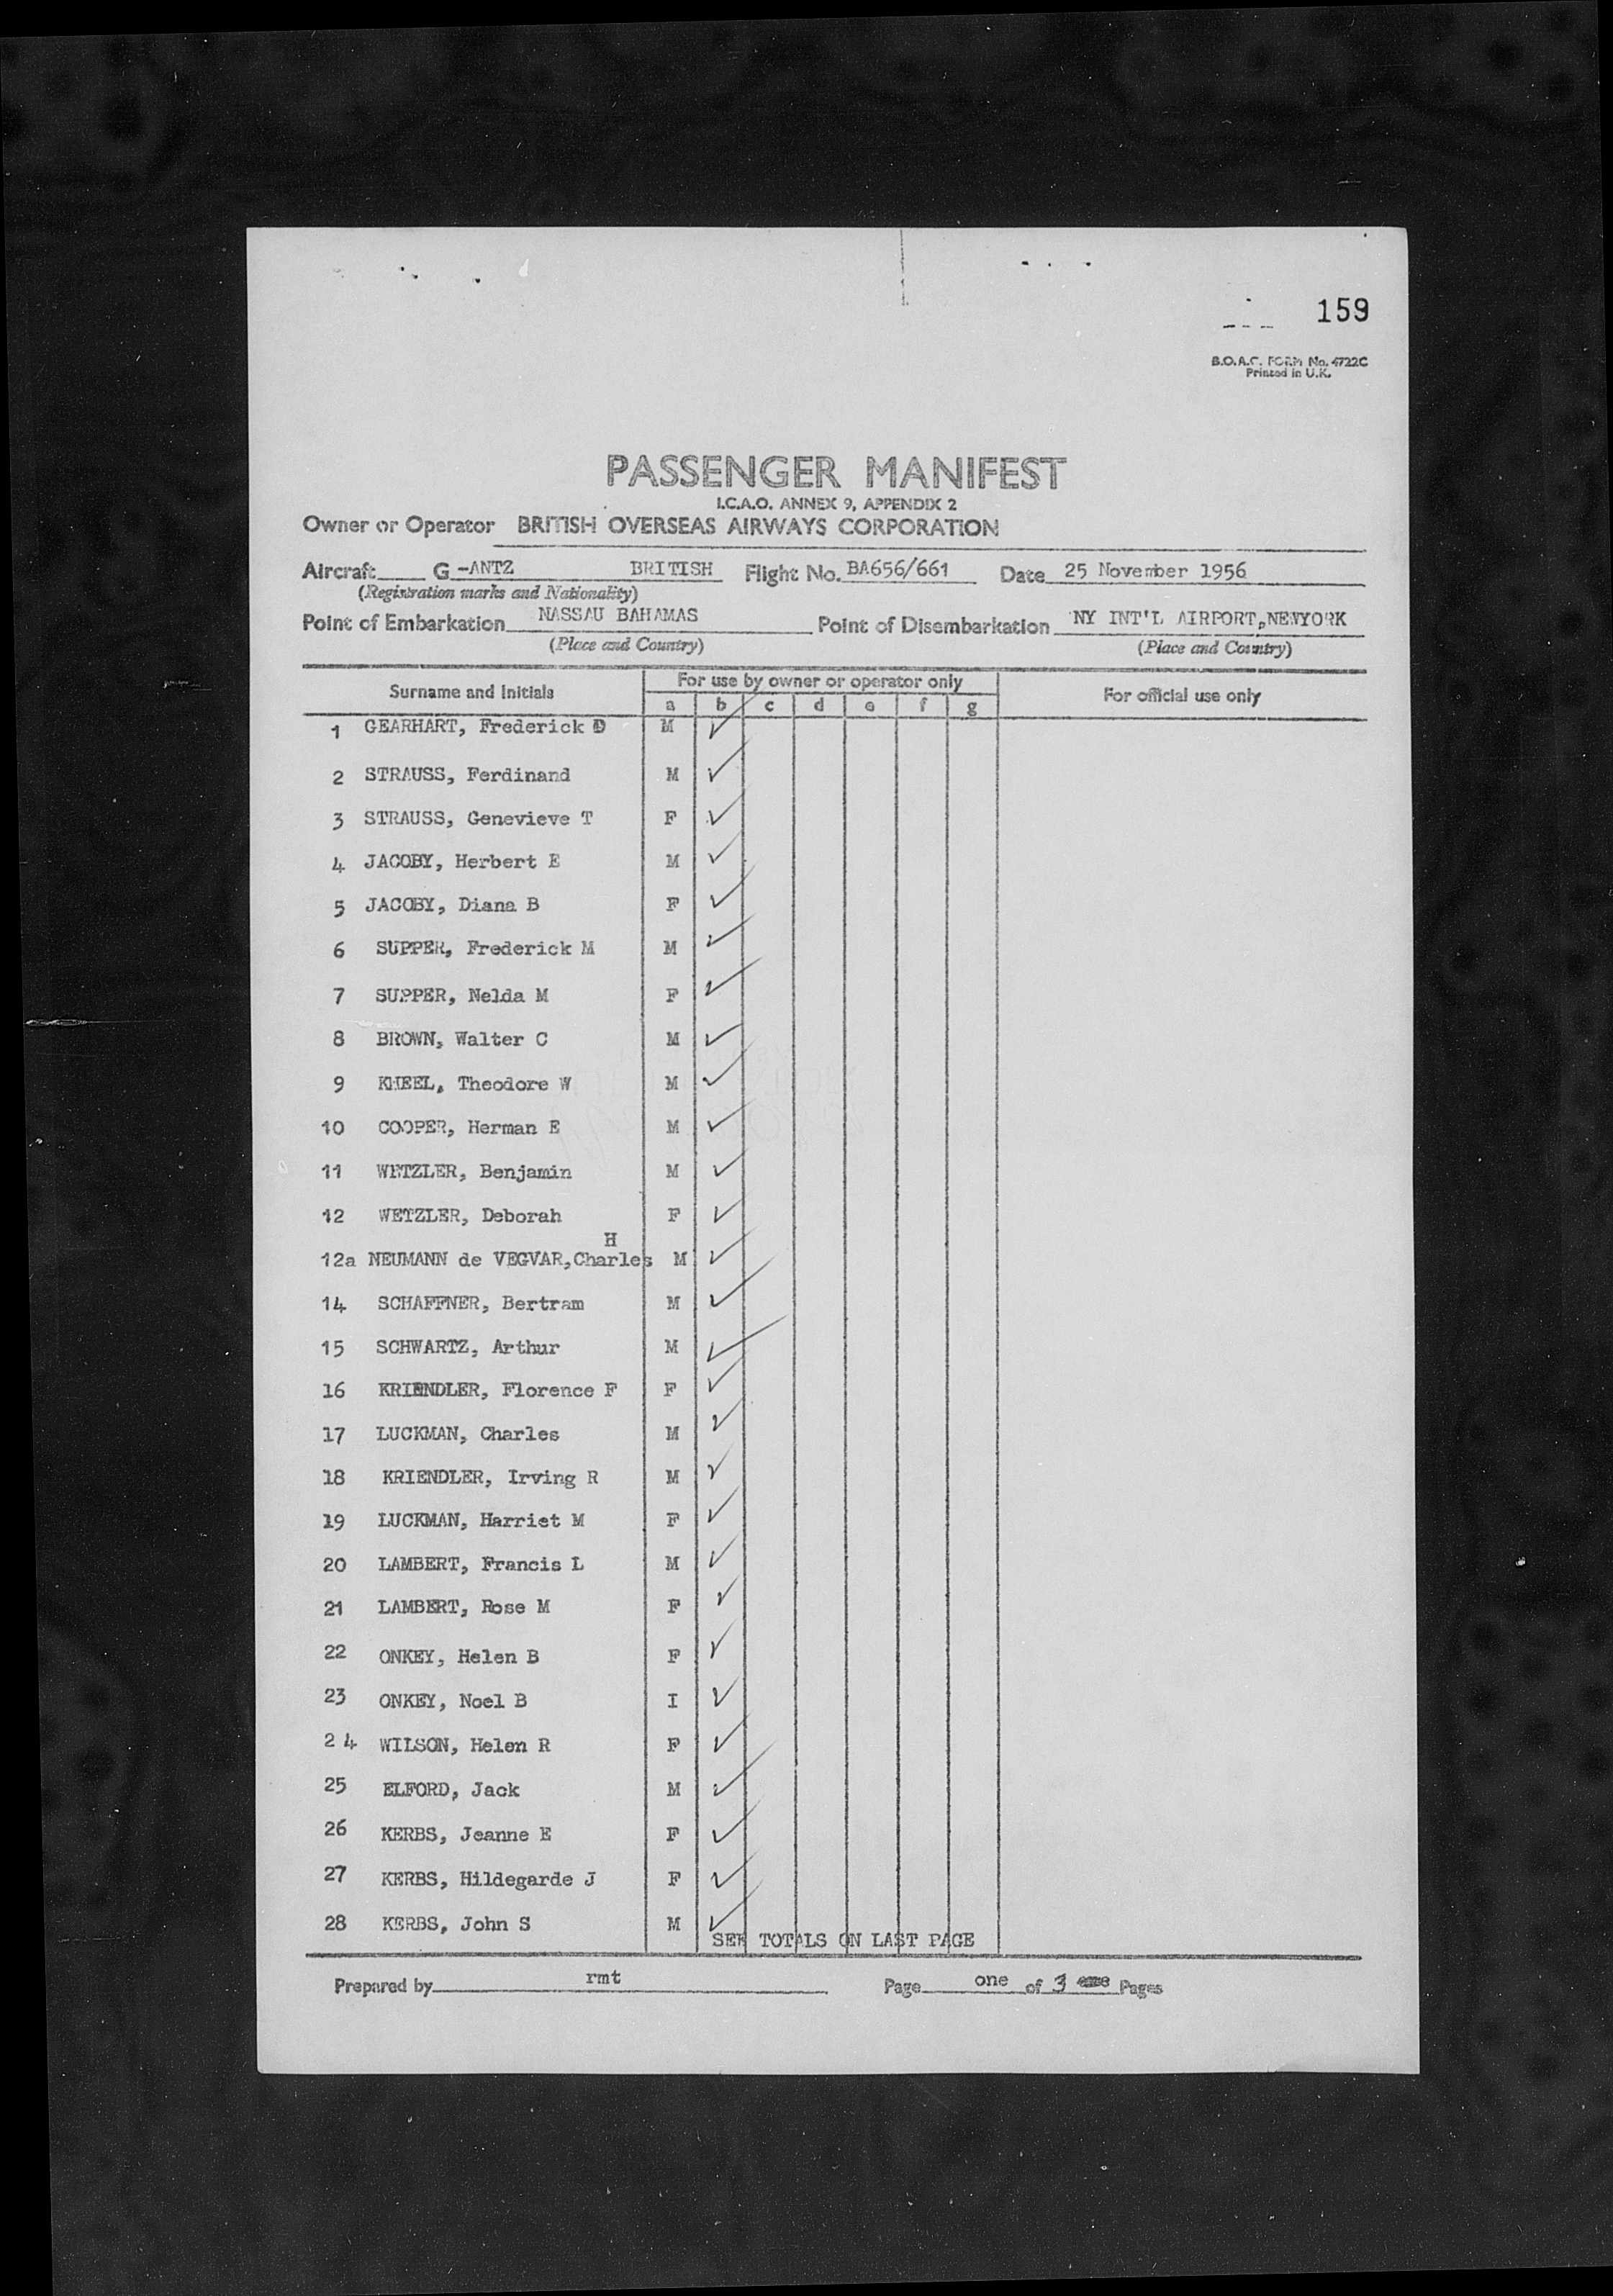 159
B.O.A.C. FORM No. 4722C
Printed in U.K.
PASSENGER MANIFEST
I.C.A.O. ANNEX 9, APPENDIX 2
Owner or Operator BRITISH OVERSEAS AIRWAYS CORPORATION
Aircraft G -ANTZ BRITISH Flight No. BA656/661 Date 25 November 1956
(Registration marks and Nationality)
Point of Embarkation NASSAU BAHAMAS Point of Disembarkation NY INT'L AIRPORT,NEWYORK
(Place and Country) (Place and Country)
Surname and Initials For use by owner or operator only For official use only
a b c d e f g
1 GEARHART, Frederick D M ✓
2 STRAUSS, Ferdinand M ✓
3 STRAUSS, Genevieve T F ✓
4 JACOBY, Herbert E M ✓
5 JACOBY, Diana B F ✓
6 SUPPER, Frederick M M ✓
7 SUPPER, Nelda M F ✓
8 BROWN, Walter C M ✓
9 KHEEL, Theodore W M ✓
10 COOPER, Herman E M ✓
11 WETZLER, Benjamin M ✓
12 WETZLER, Deborah F ✓
H
12a NEUMANN de VEGVAR,Charles M ✓
14 SCHAFFNER, Bertram M ✓
15 SCHWARTZ, Arthur M ✓
16 KRIENDLER, Florence F F ✓
17 LUCKMAN, Charles M ✓
18 KRIENDLER, Irving R M ✓
19 LUCKMAN, Harriet M F ✓
20 LAMBERT, Francis L M ✓
21 LAMBERT, Rose M F ✓
22 ONKEY, Helen B F ✓
23 ONKEY, Noel B I ✓
24 WILSON, Helen R F ✓
25 ELFORD, Jack M ✓
26 KERBS, Jeanne E F ✓
27 KERBS, Hildegarde J F ✓
28 KERBS, John S M ✓
SEE TOTALS ON LAST PAGE
Prepared by rmt Page one of 3 Pages